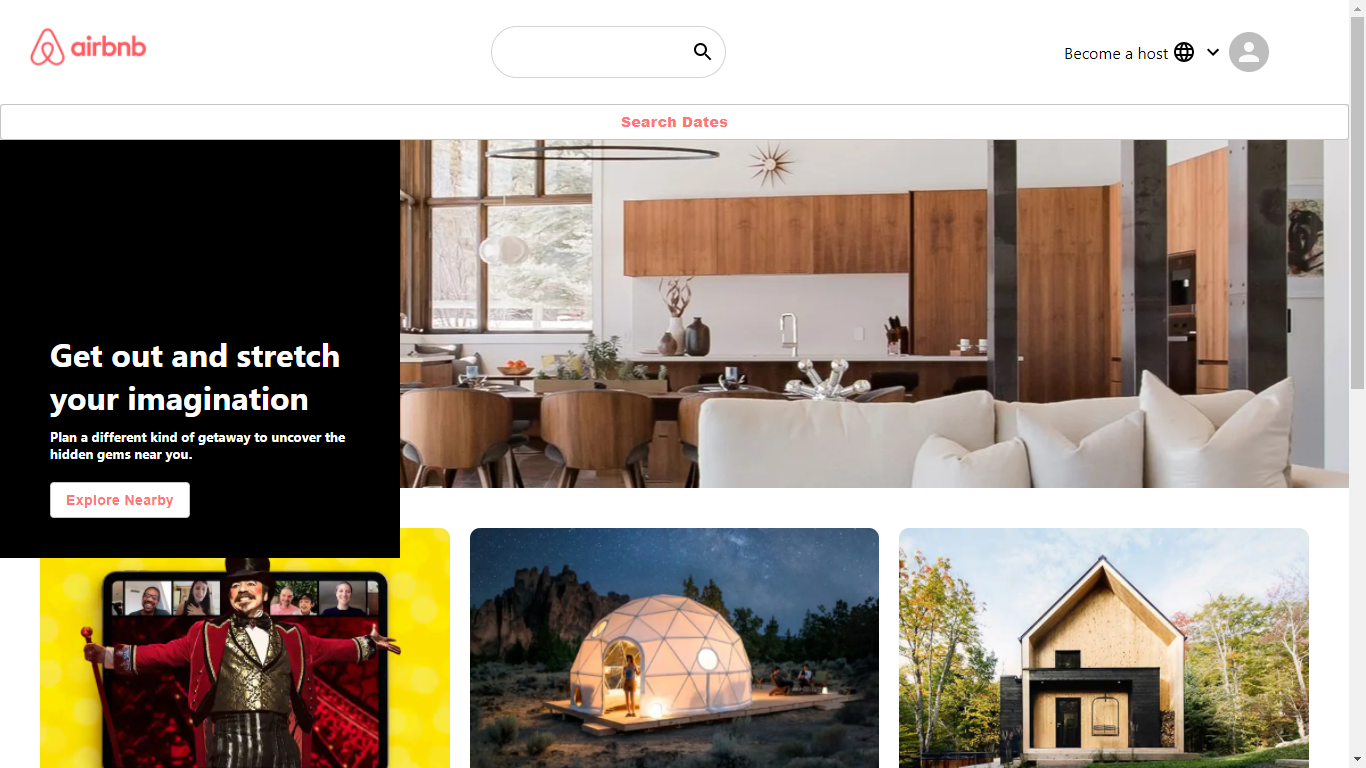 airbnb
Become a host
Search Dates
Get out and stretch
your imagination
Plan a different kind of getaway to uncover the
hidden gems near you.
Explore Nearby